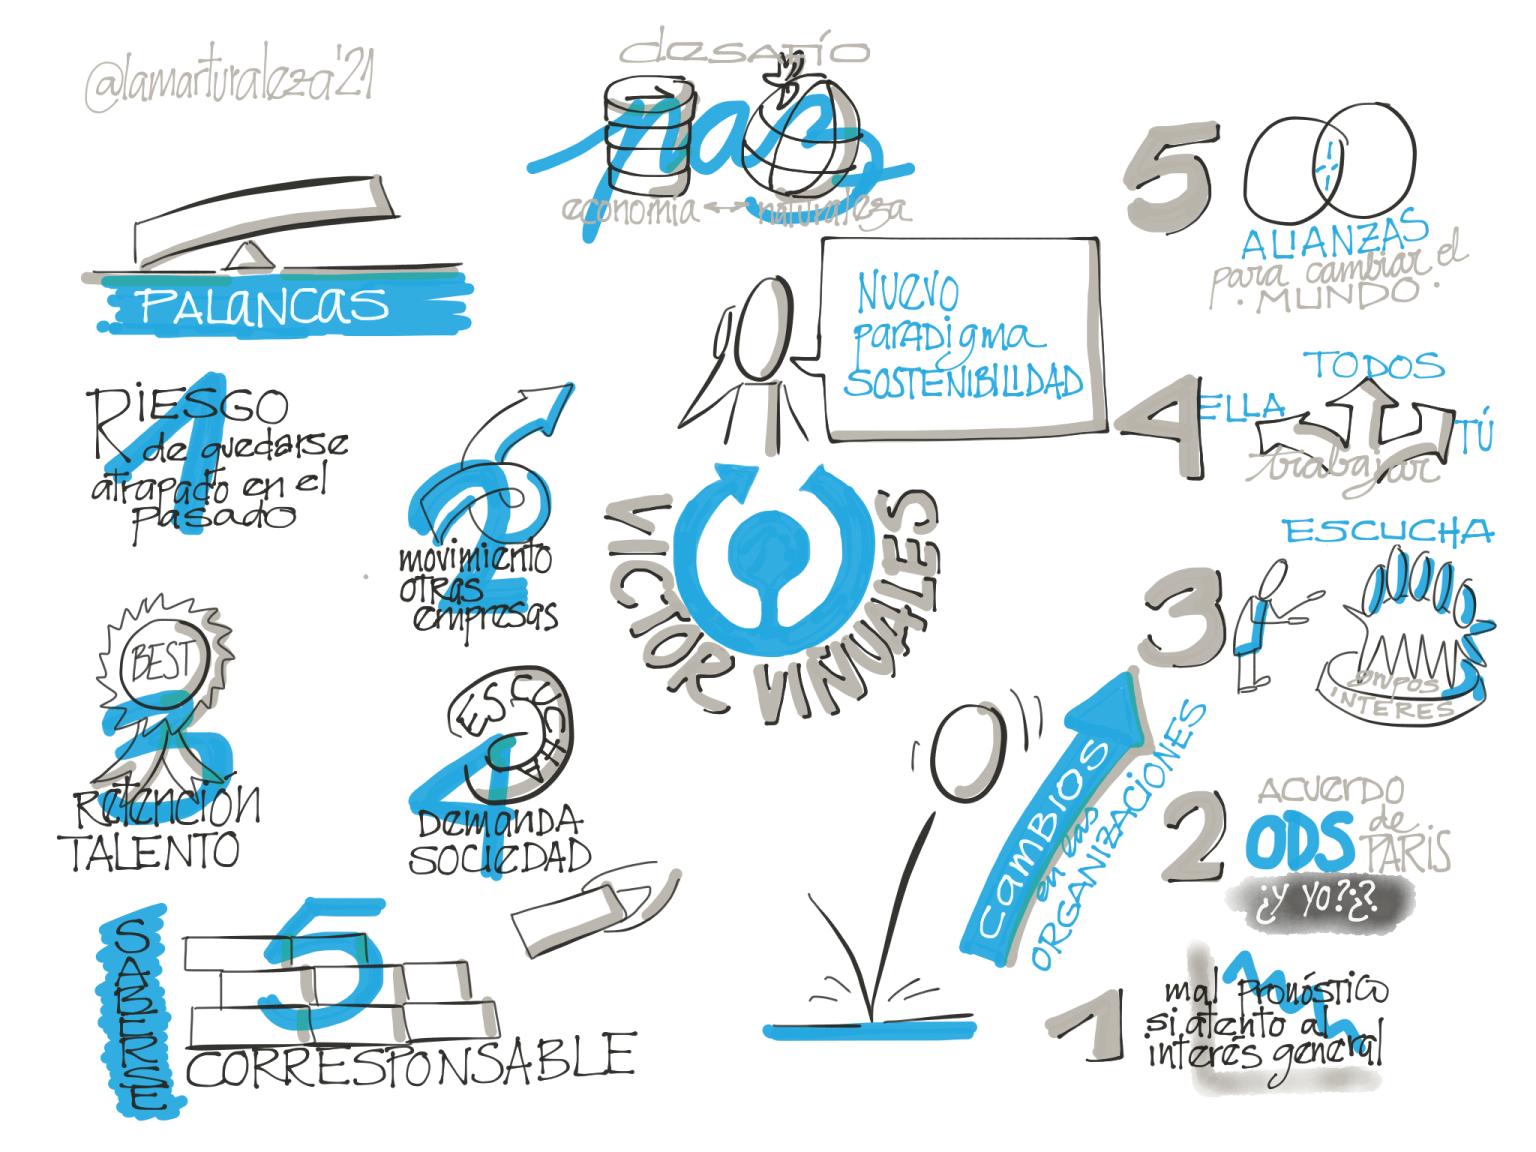 @lamarturaleza'21
desafío
paz
economía ↔ naturaleza
PALANCAS
1
RIESGO
de quedarse
atrapado en el
pasado
2
movimiento
otras
empresas
BEST
3
Retención
TALENTO
ESCUCHA
4
Demanda
SOCIEDAD
SABERSE
5
CORRESPONSABLE
Nuevo
paradigma
SOSTENIBILIDAD
VICTOR VIÑUALES
CAMBIOS
en las
ORGANIZACIONES
5
ALIANZAS
para cambiar el
· MUNDO ·
4
TODOS
ELLA
TÚ
trabajar
3
ESCUCHA
grupos
INTERES
2
ACUERDO
ODS de
PARIS
¿y yo?¿?
1
mal pronóstico
si atento al
interés general